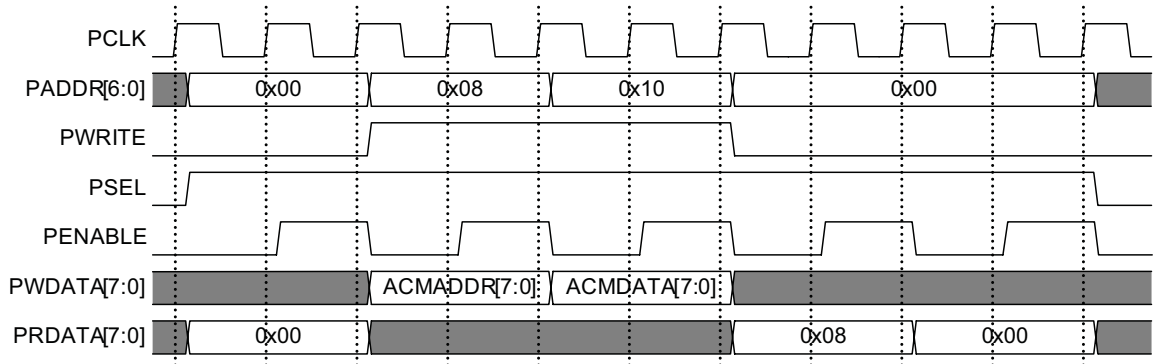 PCLK
PADDR[6:0] 0x00 0x08 0x10 0x00
PWRITE
PSEL
PENABLE
PWDATA[7:0] ACMADDR[7:0] ACMDATA[7:0]
PRDATA[7:0] 0x00 0x08 0x00